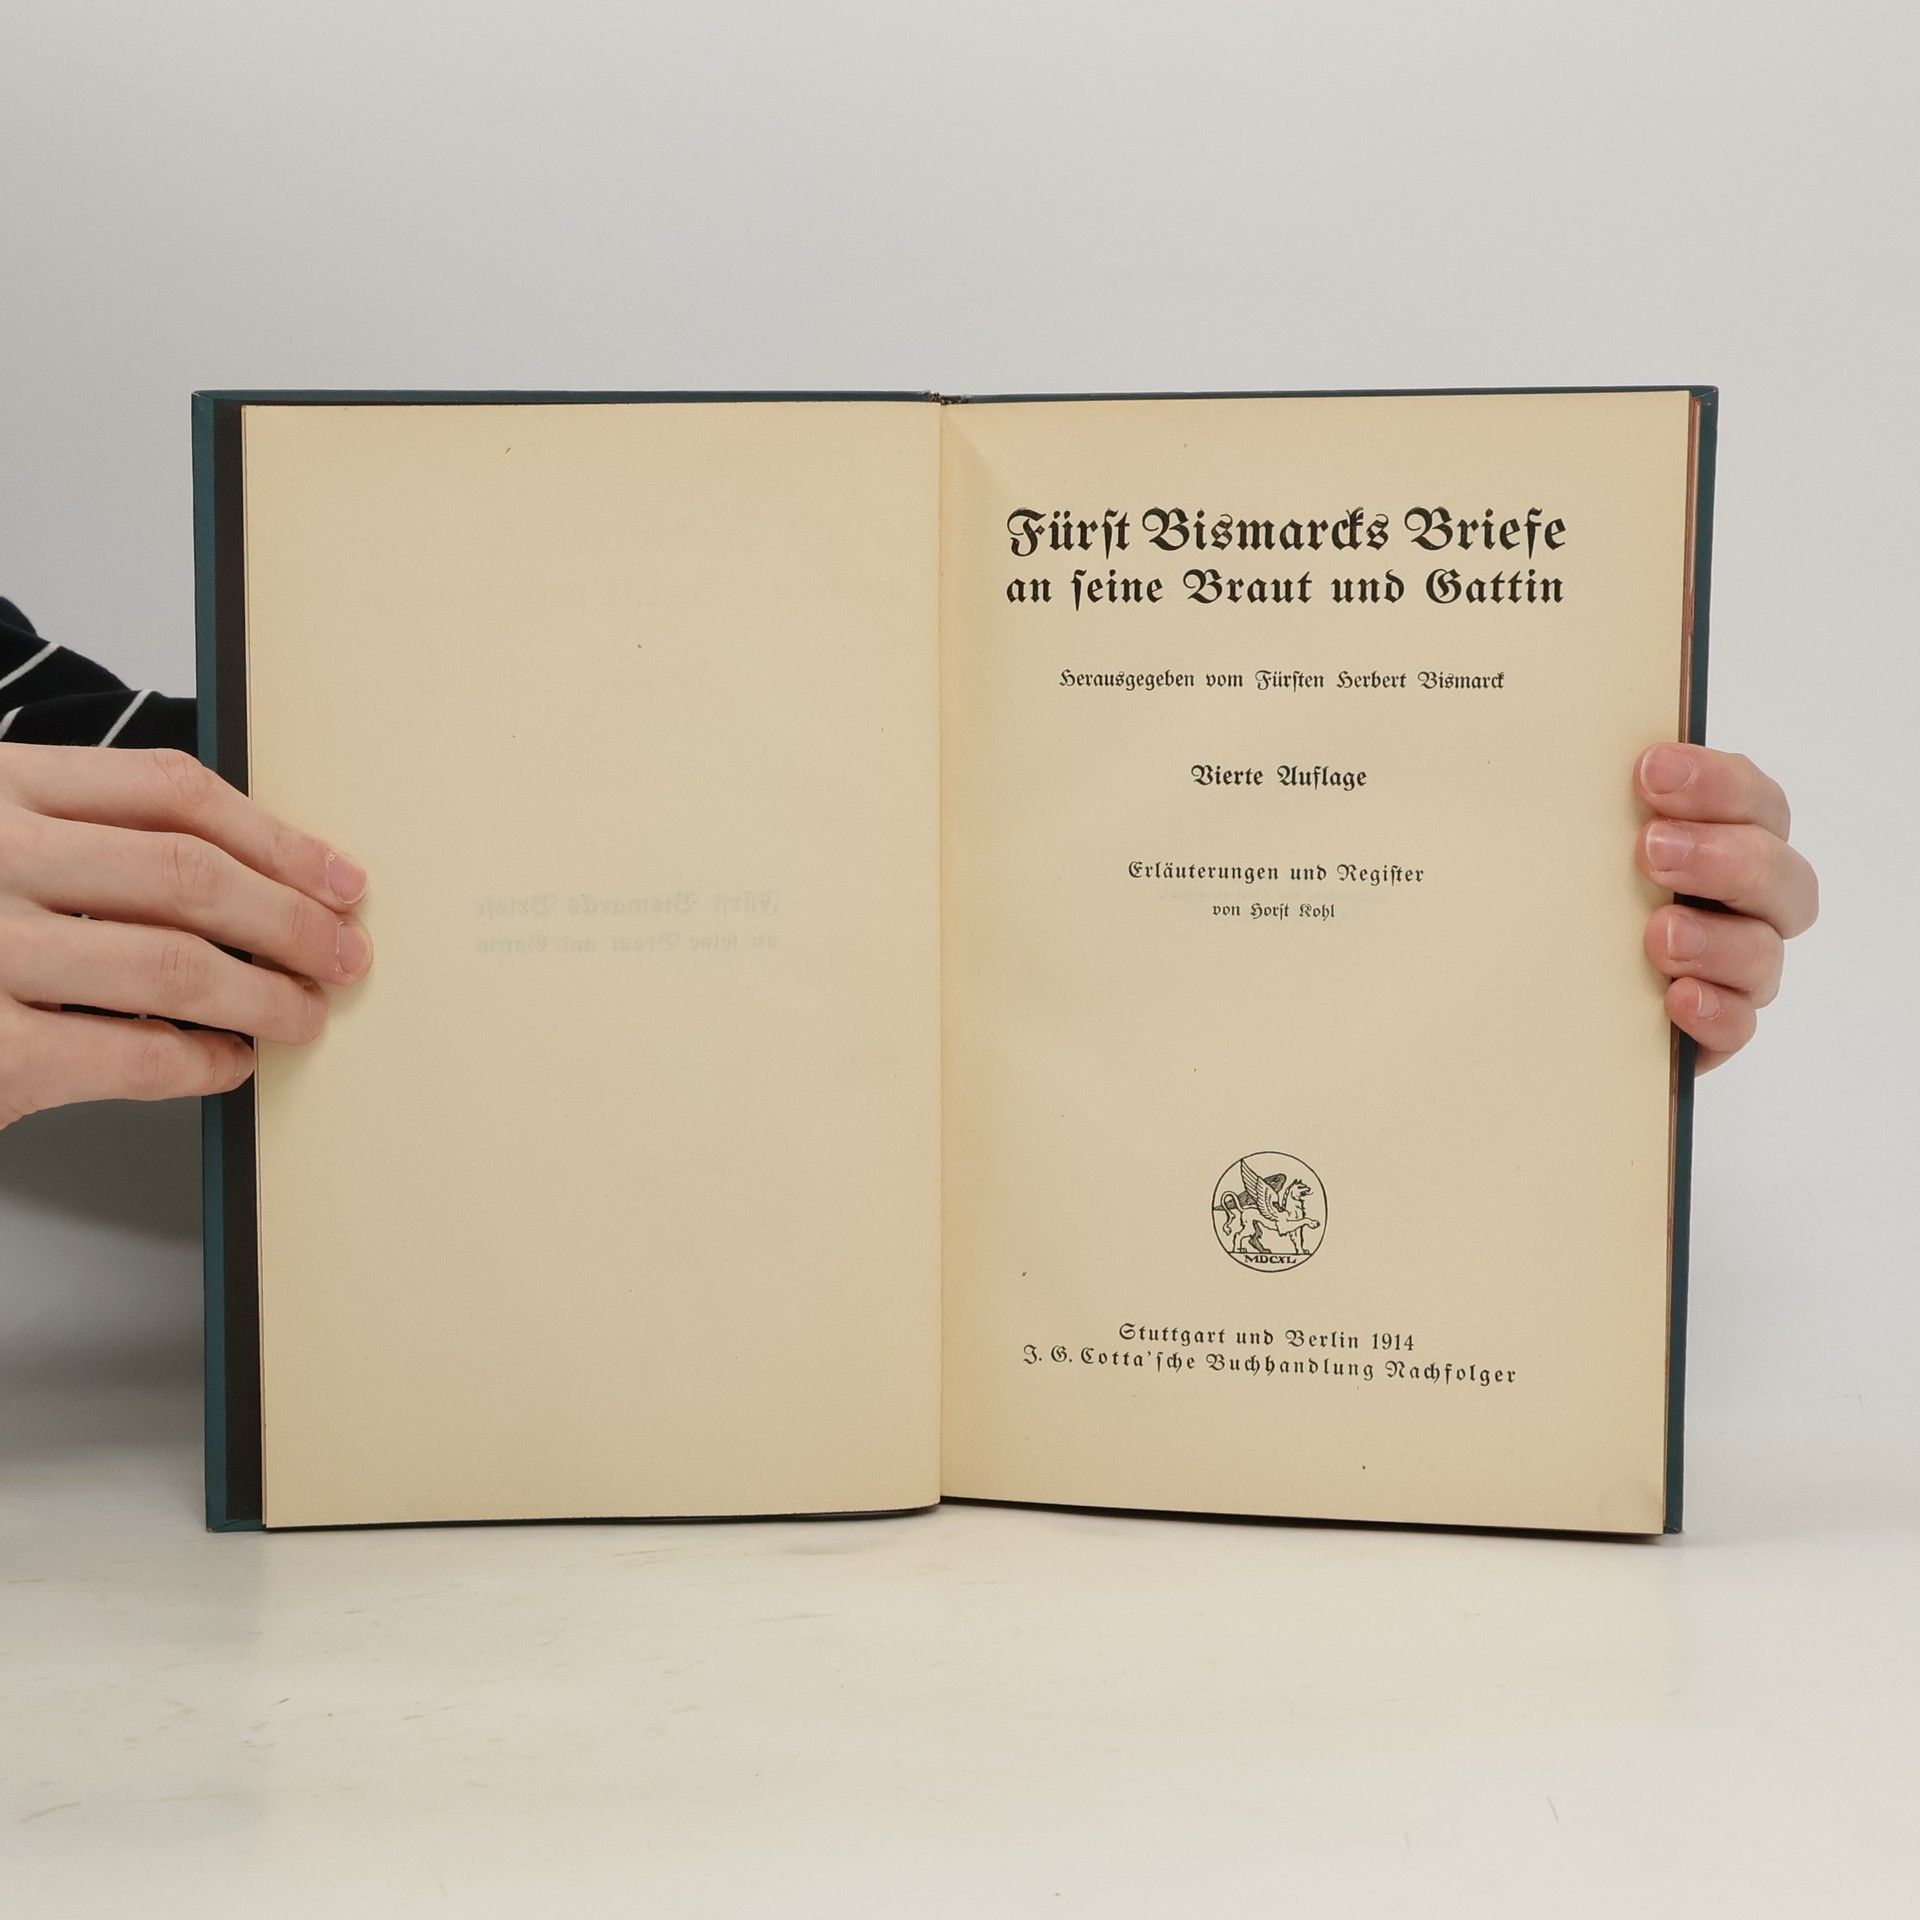 Fürſt Bismarcks Briefe
an ſeine Braut und Gattin
Herausgegeben vom Fürſten Herbert Bismarck
Vierte Auflage
Erläuterungen und Regiſter
von Horſt Kohl
MDCXL
Stuttgart und Berlin 1914
J. G. Cotta'ſche Buchhandlung Nachfolger